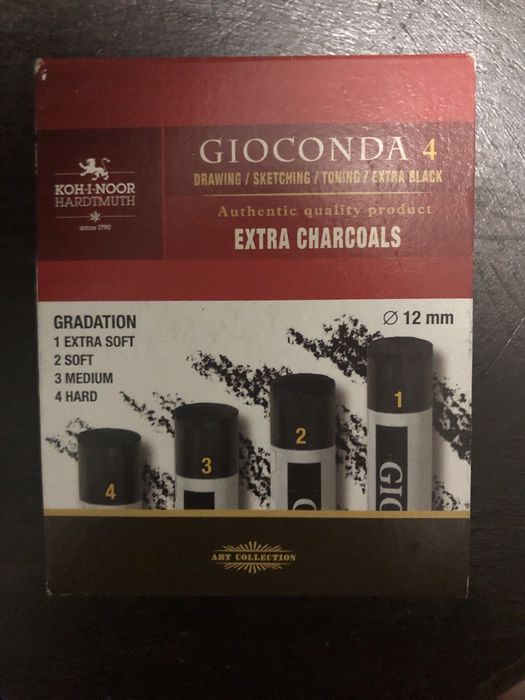 GIOCONDA 4
DRAWING / SKETCHING / TONING / EXTRA BLACK
Authentic quality product
EXTRA CHARCOALS
KOH-I-NOOR
HARDTMUTH
since 1790
GRADATION
1 EXTRA SOFT
2 SOFT
3 MEDIUM
4 HARD
Ø 12 mm
4
3
2
1
GIO
ART COLLECTION